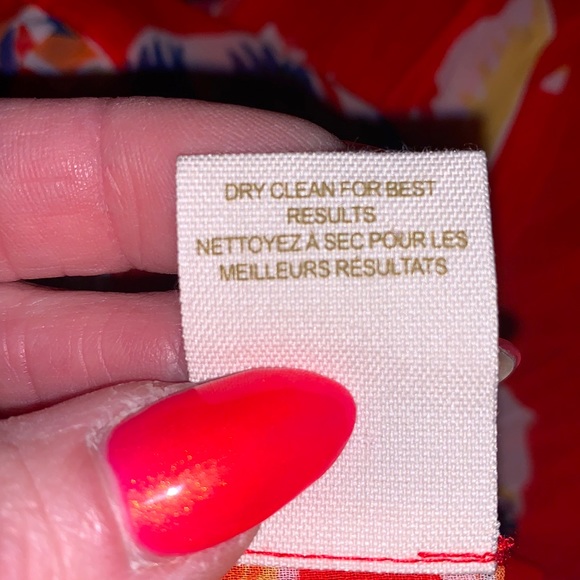 DRY CLEAN FOR BEST
RESULTS
NETTOYEZ À SEC POUR LES
MEILLEURS RÉSULTATS